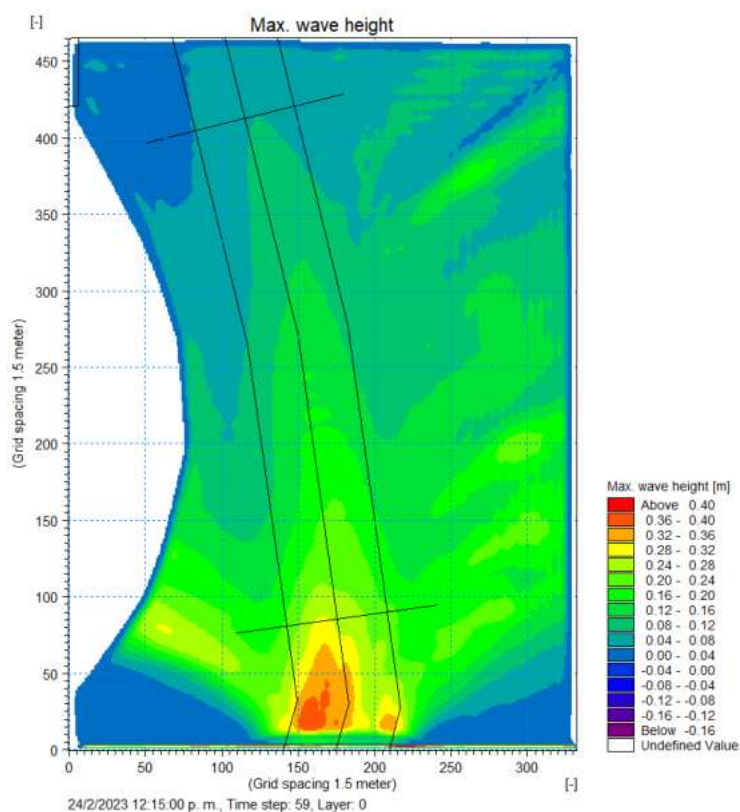 Max. wave height
[-]
450
400
350
300
250
200
150
100
50
0
(Grid spacing 1.5 meter)
0 50 100 150 200 250 300
(Grid spacing 1.5 meter)
[-]
24/2/2023 12:15:00 p. m., Time step: 59, Layer: 0
Max. wave height [m]
Above 0.40
0.36 - 0.40
0.32 - 0.36
0.28 - 0.32
0.24 - 0.28
0.20 - 0.24
0.16 - 0.20
0.12 - 0.16
0.08 - 0.12
0.04 - 0.08
0.00 - 0.04
-0.04 - 0.00
-0.08 - -0.04
-0.12 - -0.08
-0.16 - -0.12
Below -0.16
Undefined Value